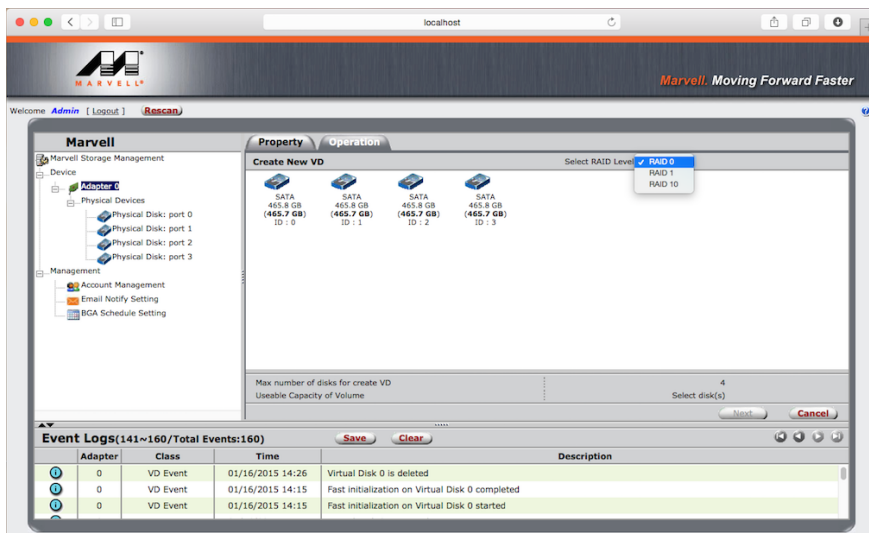 localhost
MARVELL®
Marvell. Moving Forward Faster
Welcome Admin [ Logout ] Rescan
Marvell
Marvell Storage Management
Device
Adapter 0
Physical Devices
Physical Disk: port 0
Physical Disk: port 1
Physical Disk: port 2
Physical Disk: port 3
Management
Account Management
Email Notify Setting
BGA Schedule Setting
Property Operation
Create New VD Select RAID Level
✓ RAID 0
RAID 1
RAID 10
SATA SATA SATA SATA
465.8 GB 465.8 GB 465.8 GB 465.8 GB
(465.7 GB) (465.7 GB) (465.7 GB) (465.7 GB)
ID : 0 ID : 1 ID : 2 ID : 3
Max number of disks for create VD 4
Useable Capacity of Volume Select disk(s)
Next Cancel
Event Logs(141~160/Total Events:160) Save Clear
Adapter Class Time Description
0 VD Event 01/16/2015 14:26 Virtual Disk 0 is deleted
0 VD Event 01/16/2015 14:15 Fast initialization on Virtual Disk 0 completed
0 VD Event 01/16/2015 14:15 Fast initialization on Virtual Disk 0 started